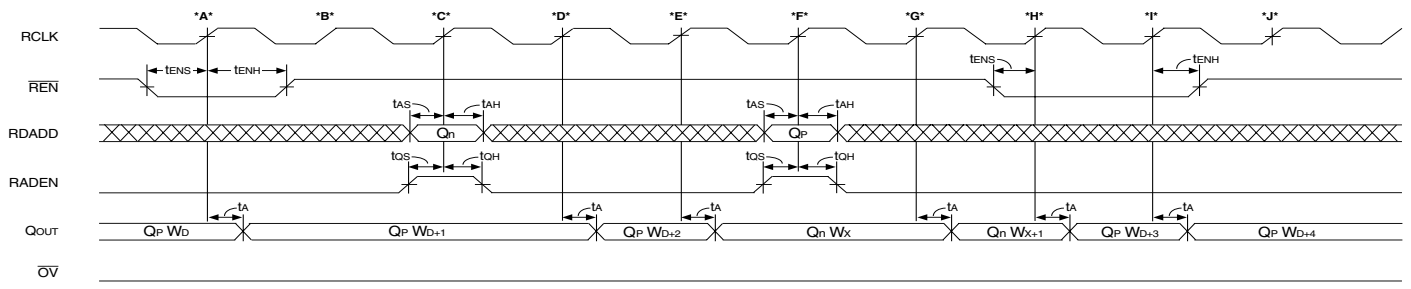 *A* *B* *C* *D* *E* *F* *G* *H* *I* *J*
RCLK
tENS tENH tENS tENH
REN
tAS tAH tAS tAH
RDADD Qn QP
tQS tQH tQS tQH
RADEN
tA tA tA tA tA tA
QOUT QP WD QP WD+1 QP WD+2 Qn WX Qn WX+1 QP WD+3 QP WD+4
OV